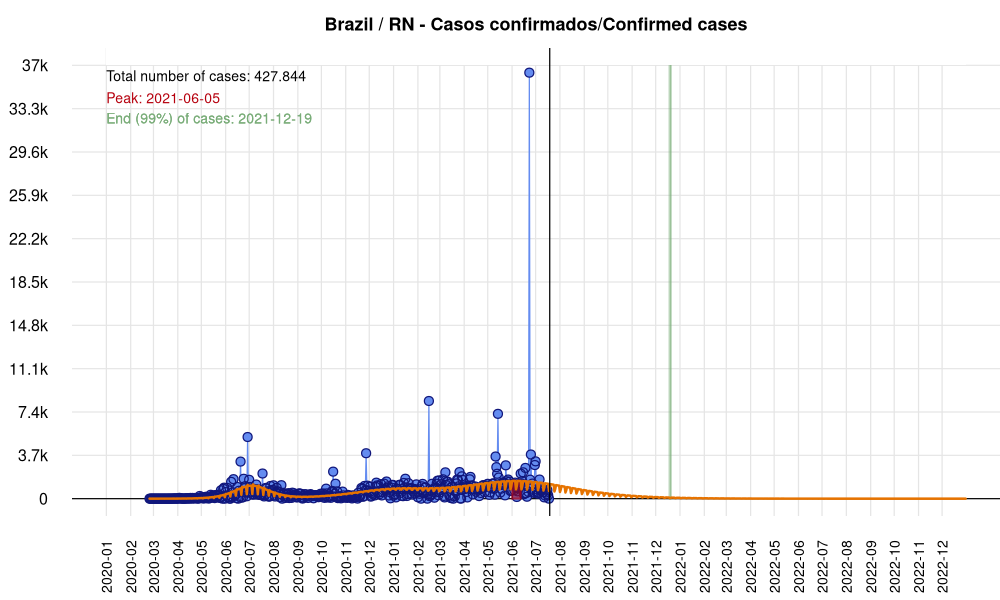 Brazil / RN - Casos confirmados/Confirmed cases
Total number of cases: 427.844
Peak: 2021-06-05
End (99%) of cases: 2021-12-19
37k
33.3k
29.6k
25.9k
22.2k
18.5k
14.8k
11.1k
7.4k
3.7k
0
2020-01
2020-02
2020-03
2020-04
2020-05
2020-06
2020-07
2020-08
2020-09
2020-10
2020-11
2020-12
2021-01
2021-02
2021-03
2021-04
2021-05
2021-06
2021-07
2021-08
2021-09
2021-10
2021-11
2021-12
2022-01
2022-02
2022-03
2022-04
2022-05
2022-06
2022-07
2022-08
2022-09
2022-10
2022-11
2022-12